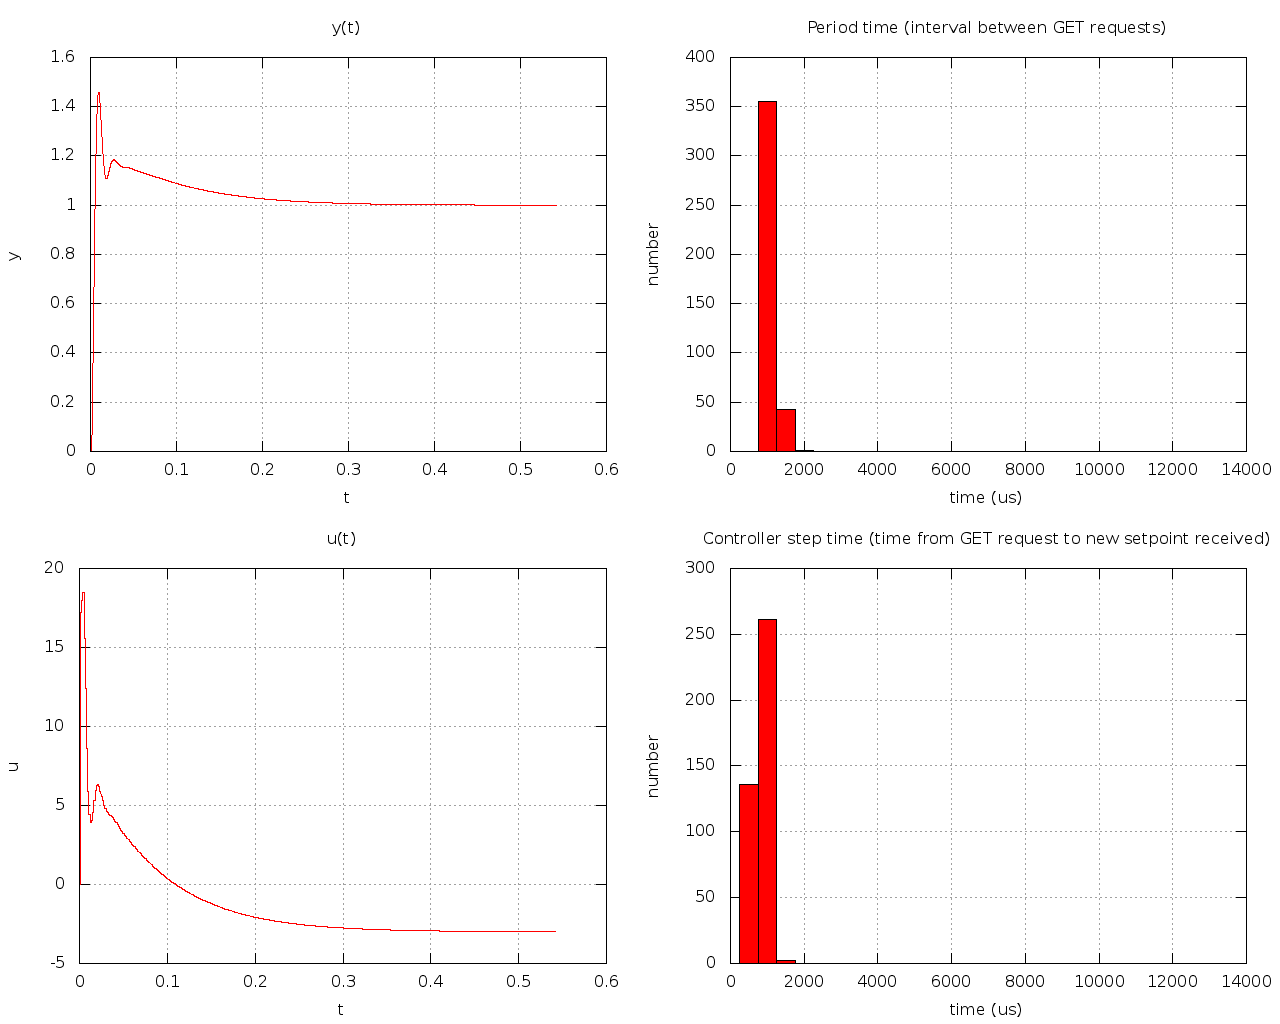 y(t)
1.6
1.4
1.2
1
0.8
0.6
0.4
0.2
0
y
0 0.1 0.2 0.3 0.4 0.5 0.6
t
Period time (interval between GET requests)
400
350
300
250
200
150
100
50
0
number
0 2000 4000 6000 8000 10000 12000 14000
time (us)
u(t)
20
15
10
5
0
-5
u
0 0.1 0.2 0.3 0.4 0.5 0.6
t
Controller step time (time from GET request to new setpoint received)
300
250
200
150
100
50
0
number
0 2000 4000 6000 8000 10000 12000 14000
time (us)